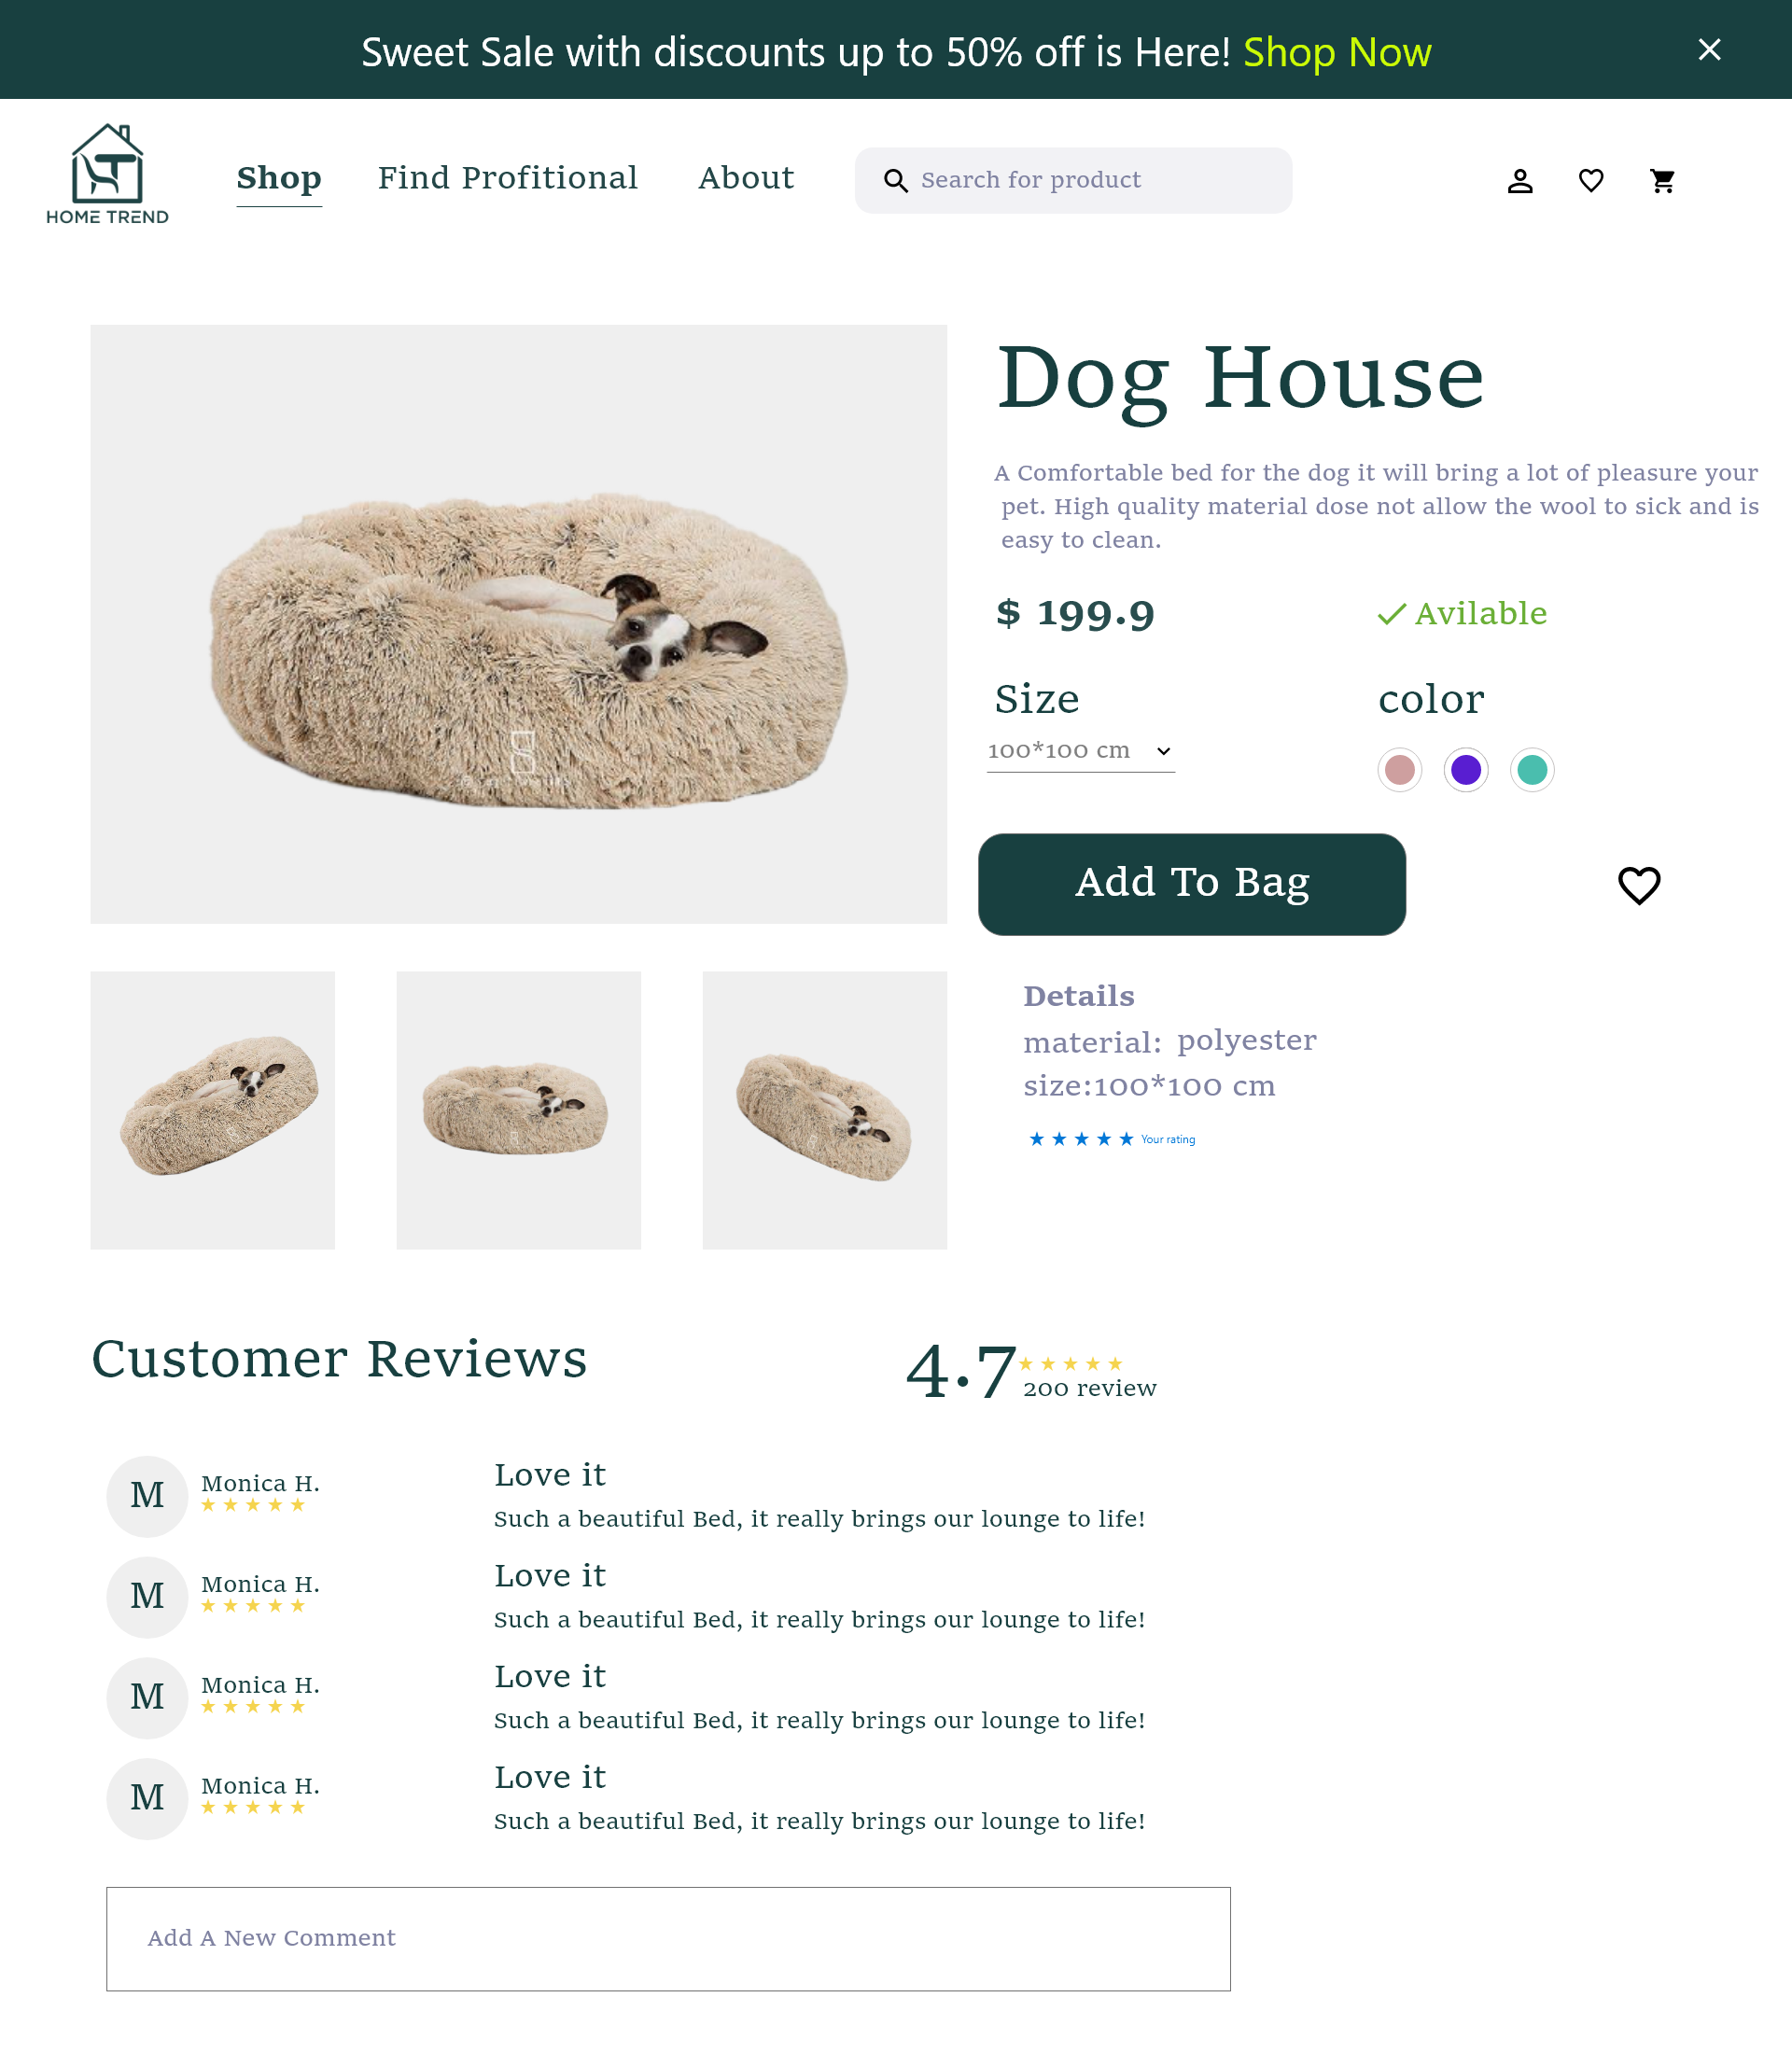 Sweet Sale with discounts up to 50% off is Here! Shop Now
HOME TREND
Shop
Find Profitional
About
Search for product
Dog House
A Comfortable bed for the dog it will bring a lot of pleasure your
pet. High quality material dose not allow the wool to sick and is
easy to clean.
$ 199.9
Avilable
Size
color
100*100 cm
Add To Bag
Details
material: polyester
size:100*100 cm
Your rating
Customer Reviews
4.7
200 review
M
Monica H.
Love it
Such a beautiful Bed, it really brings our lounge to life!
M
Monica H.
Love it
Such a beautiful Bed, it really brings our lounge to life!
M
Monica H.
Love it
Such a beautiful Bed, it really brings our lounge to life!
M
Monica H.
Love it
Such a beautiful Bed, it really brings our lounge to life!
Add A New Comment